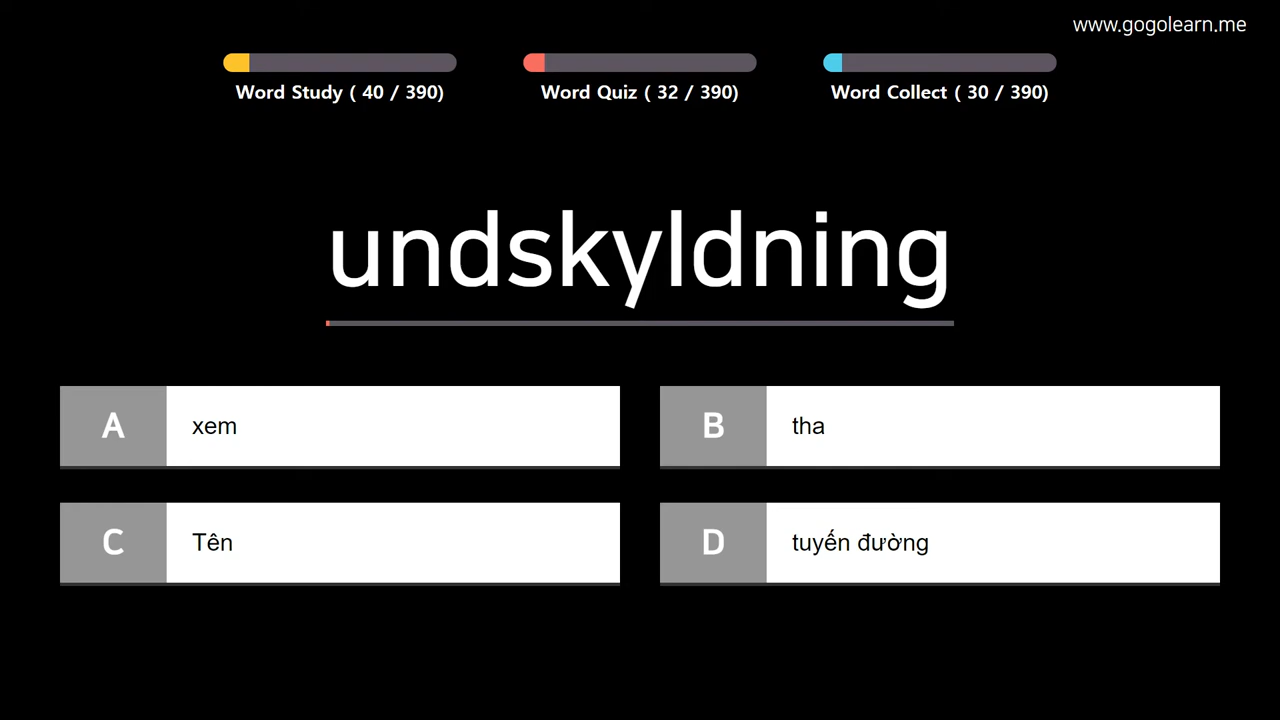 www.gogolearn.me
Word Study ( 40 / 390)
Word Quiz ( 32 / 390)
Word Collect ( 30 / 390)
undskyldning
A xem
B tha
C Tên
D tuyến đường